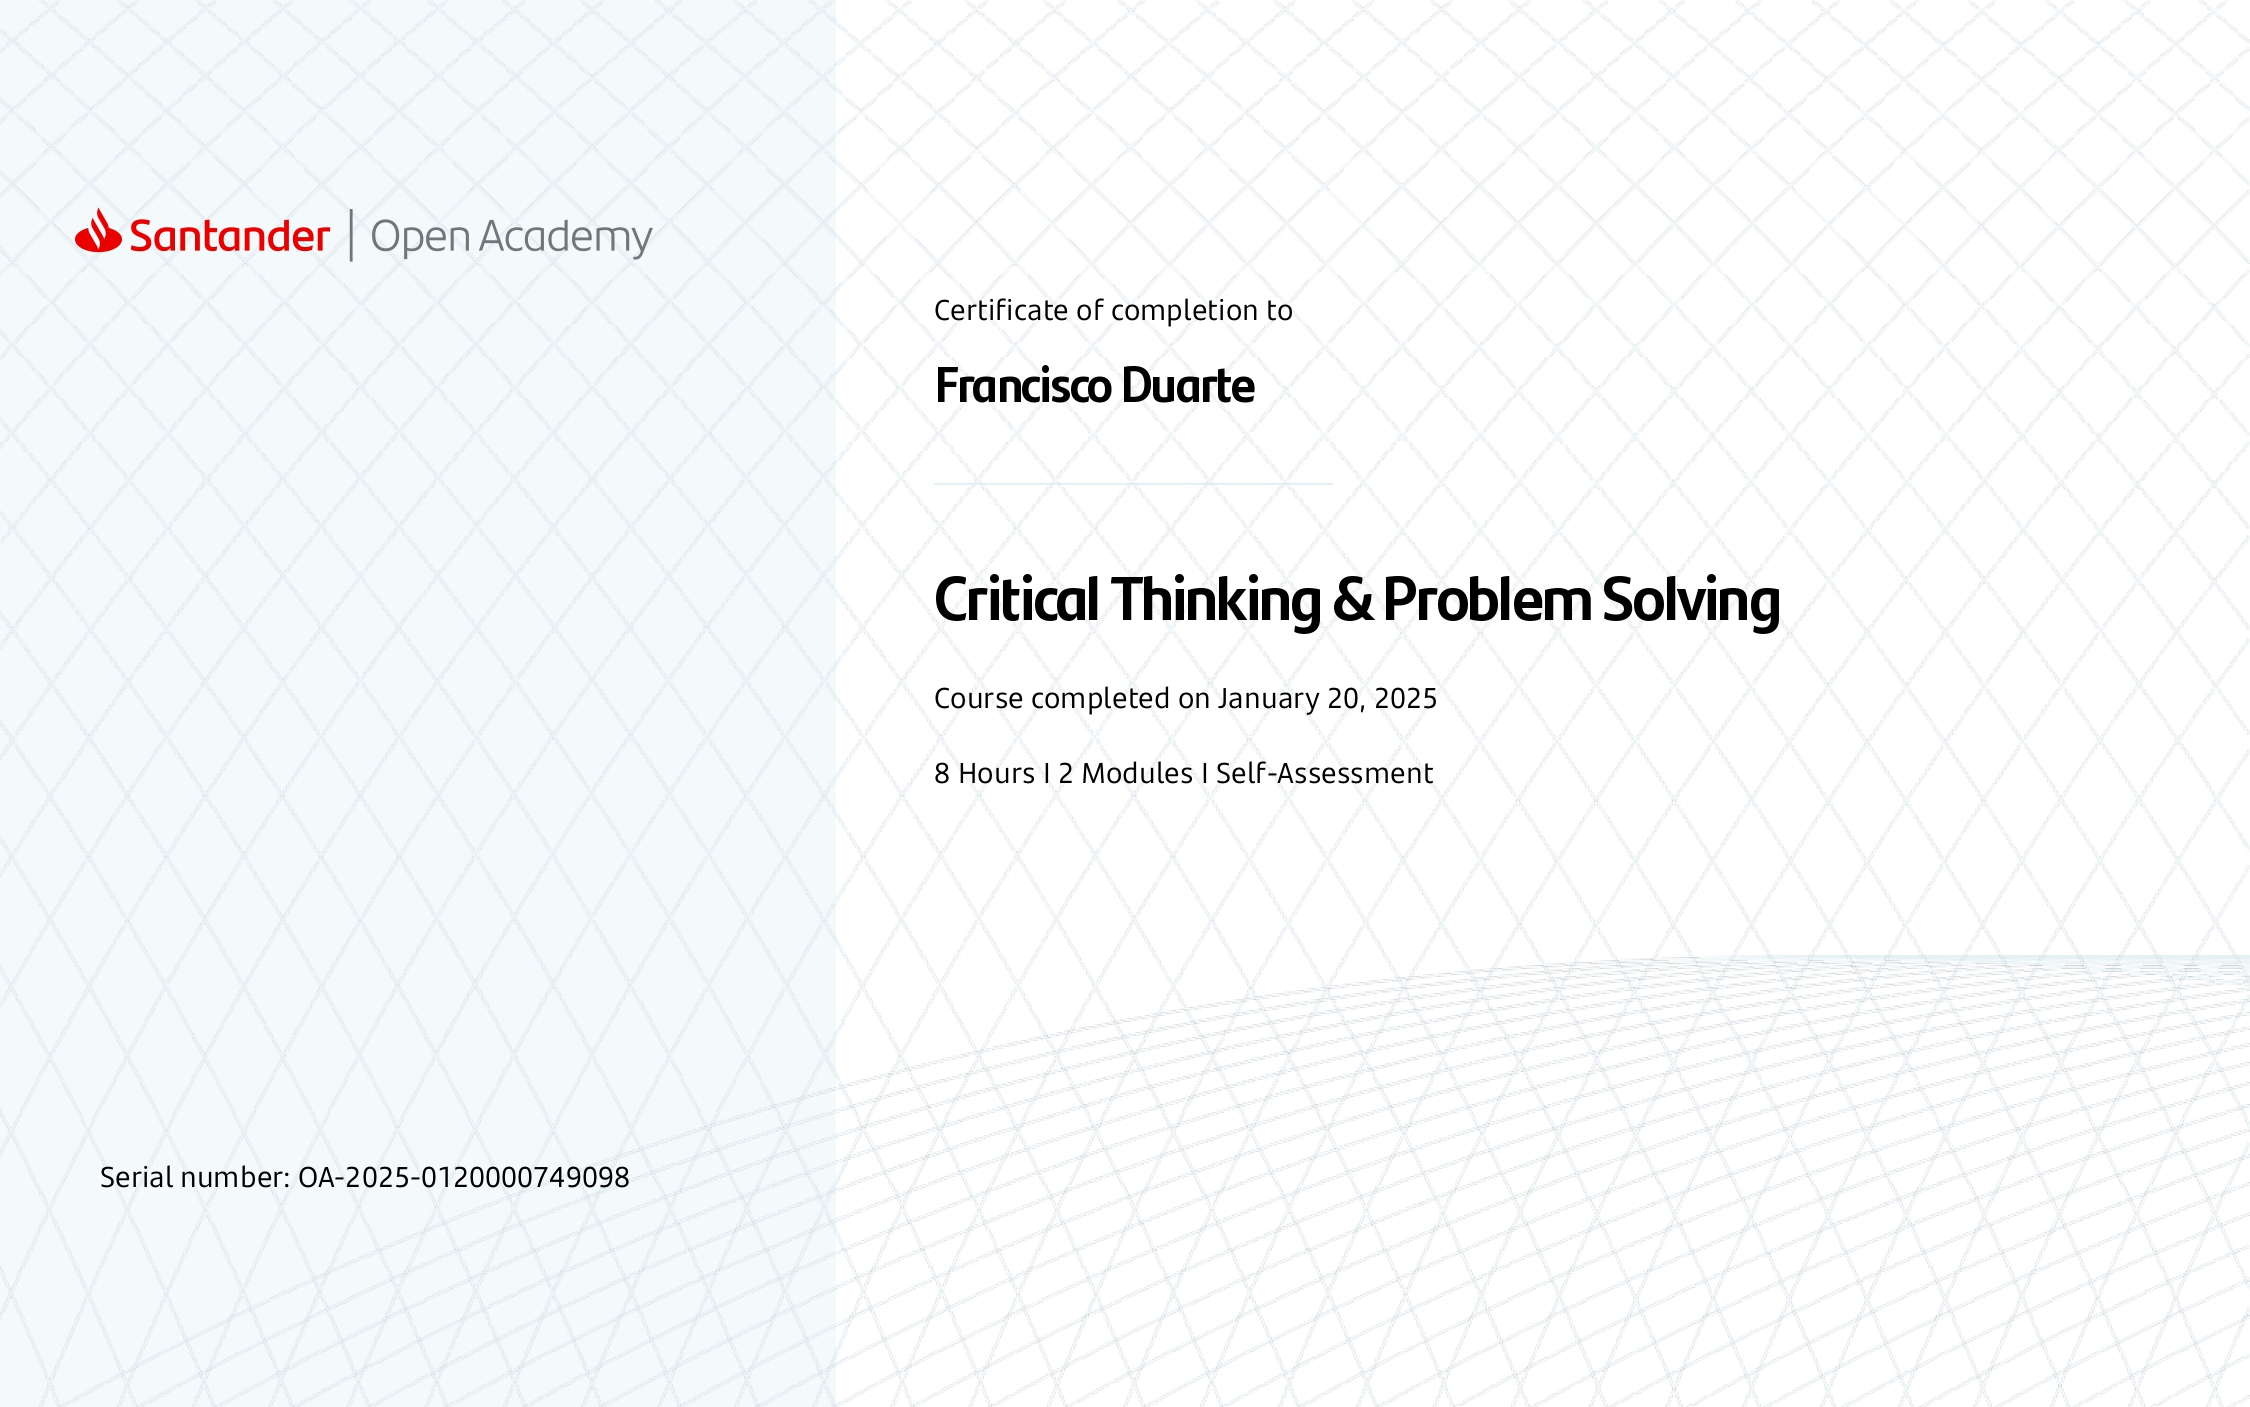 Santander | Open Academy
Certificate of completion to
Francisco Duarte
Critical Thinking & Problem Solving
Course completed on January 20, 2025
8 Hours I 2 Modules I Self-Assessment
Serial number: OA-2025-0120000749098